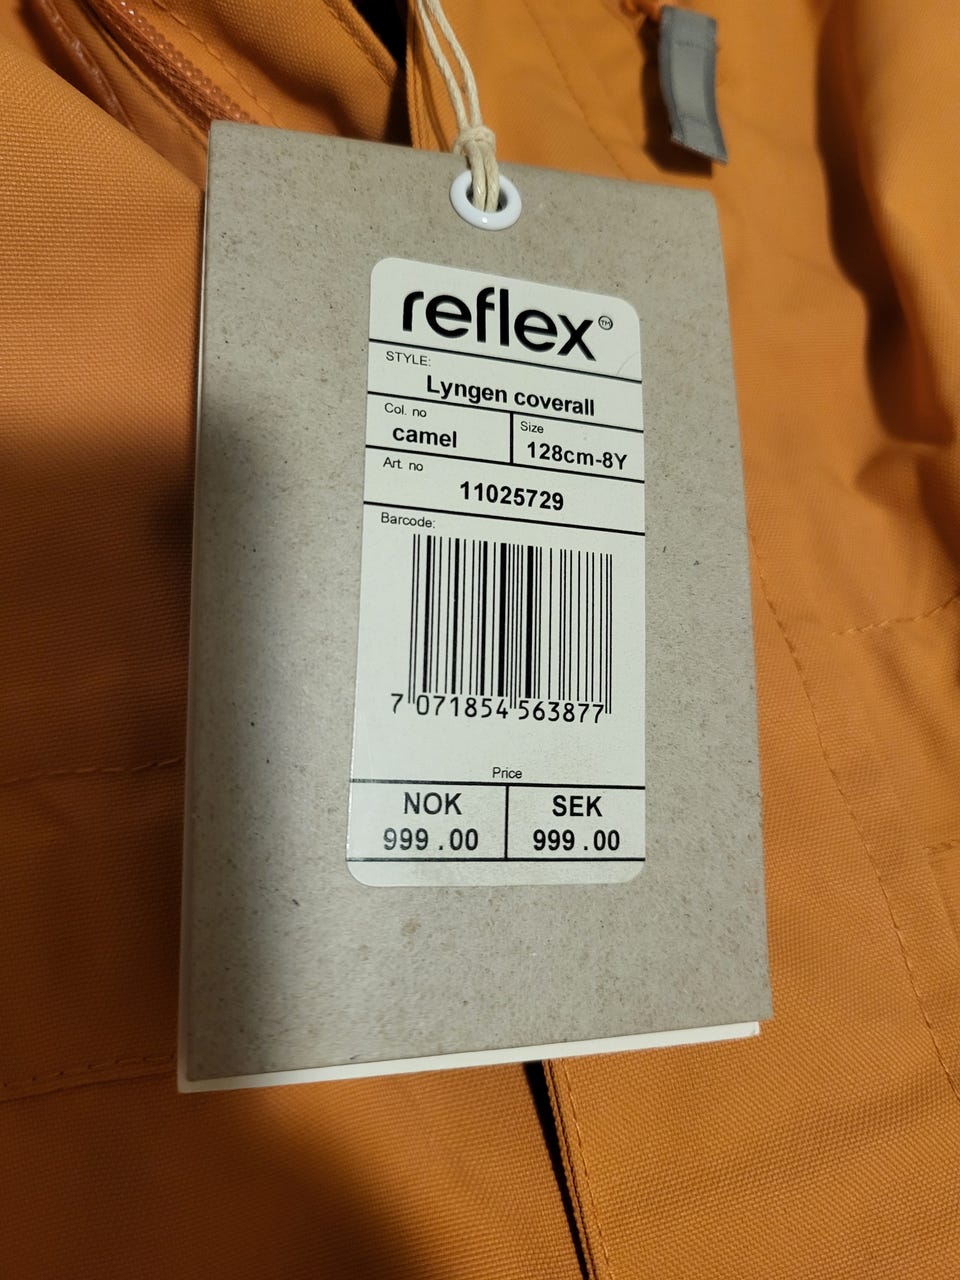 reflex™
STYLE:
Lyngen coverall
Col. no
camel
Size
128cm-8Y
Art. no
11025729
Barcode:
7 071854 563877
Price
NOK
999 .00
SEK
999 .00